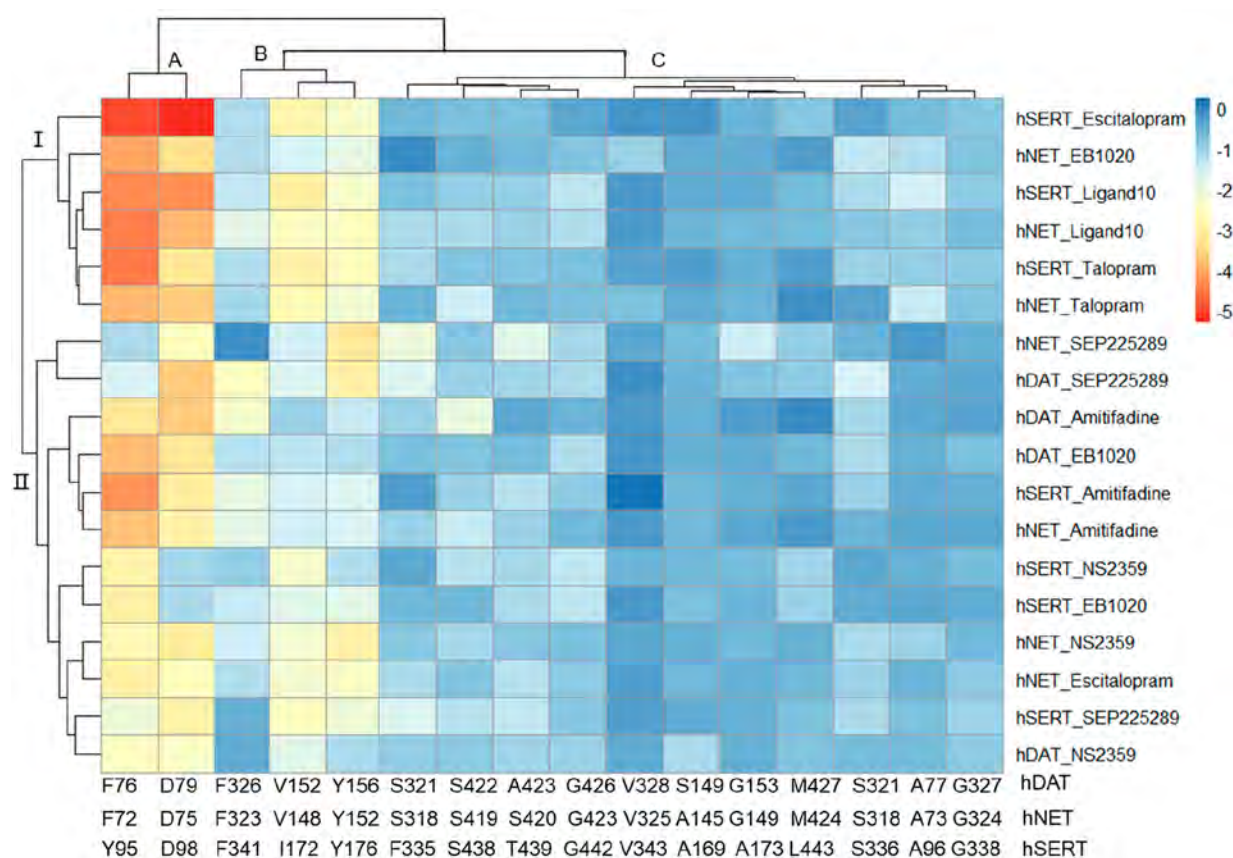 A B C
I
II
hSERT_Escitalopram
hNET_EB1020
hSERT_Ligand10
hNET_Ligand10
hSERT_Talopram
hNET_Talopram
hNET_SEP225289
hDAT_SEP225289
hDAT_Amitifadine
hDAT_EB1020
hSERT_Amitifadine
hNET_Amitifadine
hSERT_NS2359
hSERT_EB1020
hNET_NS2359
hNET_Escitalopram
hSERT_SEP225289
hDAT_NS2359
0
-1
-2
-3
-4
-5
F76 D79 F326 V152 Y156 S321 S422 A423 G426 V328 S149 G153 M427 S321 A77 G327 hDAT
F72 D75 F323 V148 Y152 S318 S419 S420 G423 V325 A145 G149 M424 S318 A73 G324 hNET
Y95 D98 F341 I172 Y176 F335 S438 T439 G442 V343 A169 A173 L443 S336 A96 G338 hSERT